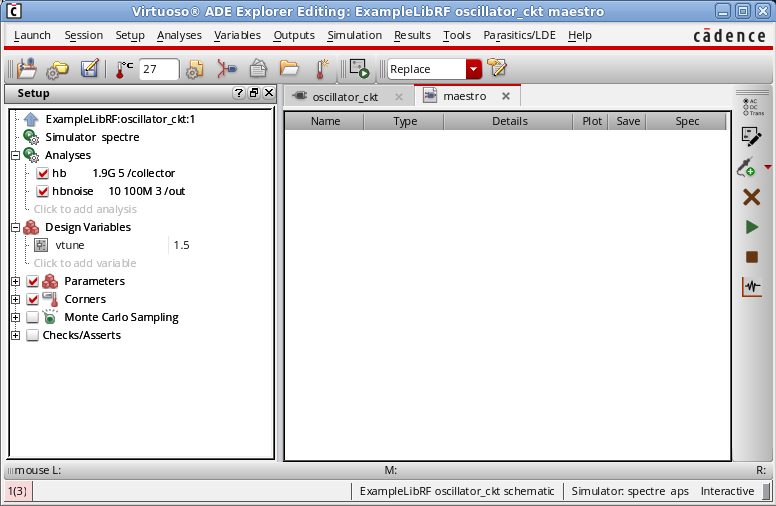 Virtuoso® ADE Explorer Editing: ExampleLibRF oscillator_ckt maestro
Launch Session Setup Analyses Variables Outputs Simulation Results Tools Parasitics/LDE Help cādence
°C 27 Replace
Setup
oscillator_ckt maestro
Name Type Details Plot Save Spec
AC
DC
Trans
ExampleLibRF:oscillator_ckt:1
Simulator spectre
Analyses
hb 1.9G 5 /collector
hbnoise 10 100M 3 /out
Click to add analysis
Design Variables
vtune 1.5
Click to add variable
Parameters
Corners
Monte Carlo Sampling
Checks/Asserts
mouse L: M: R:
1(3) ExampleLibRF oscillator_ckt schematic Simulator: spectre aps Interactive